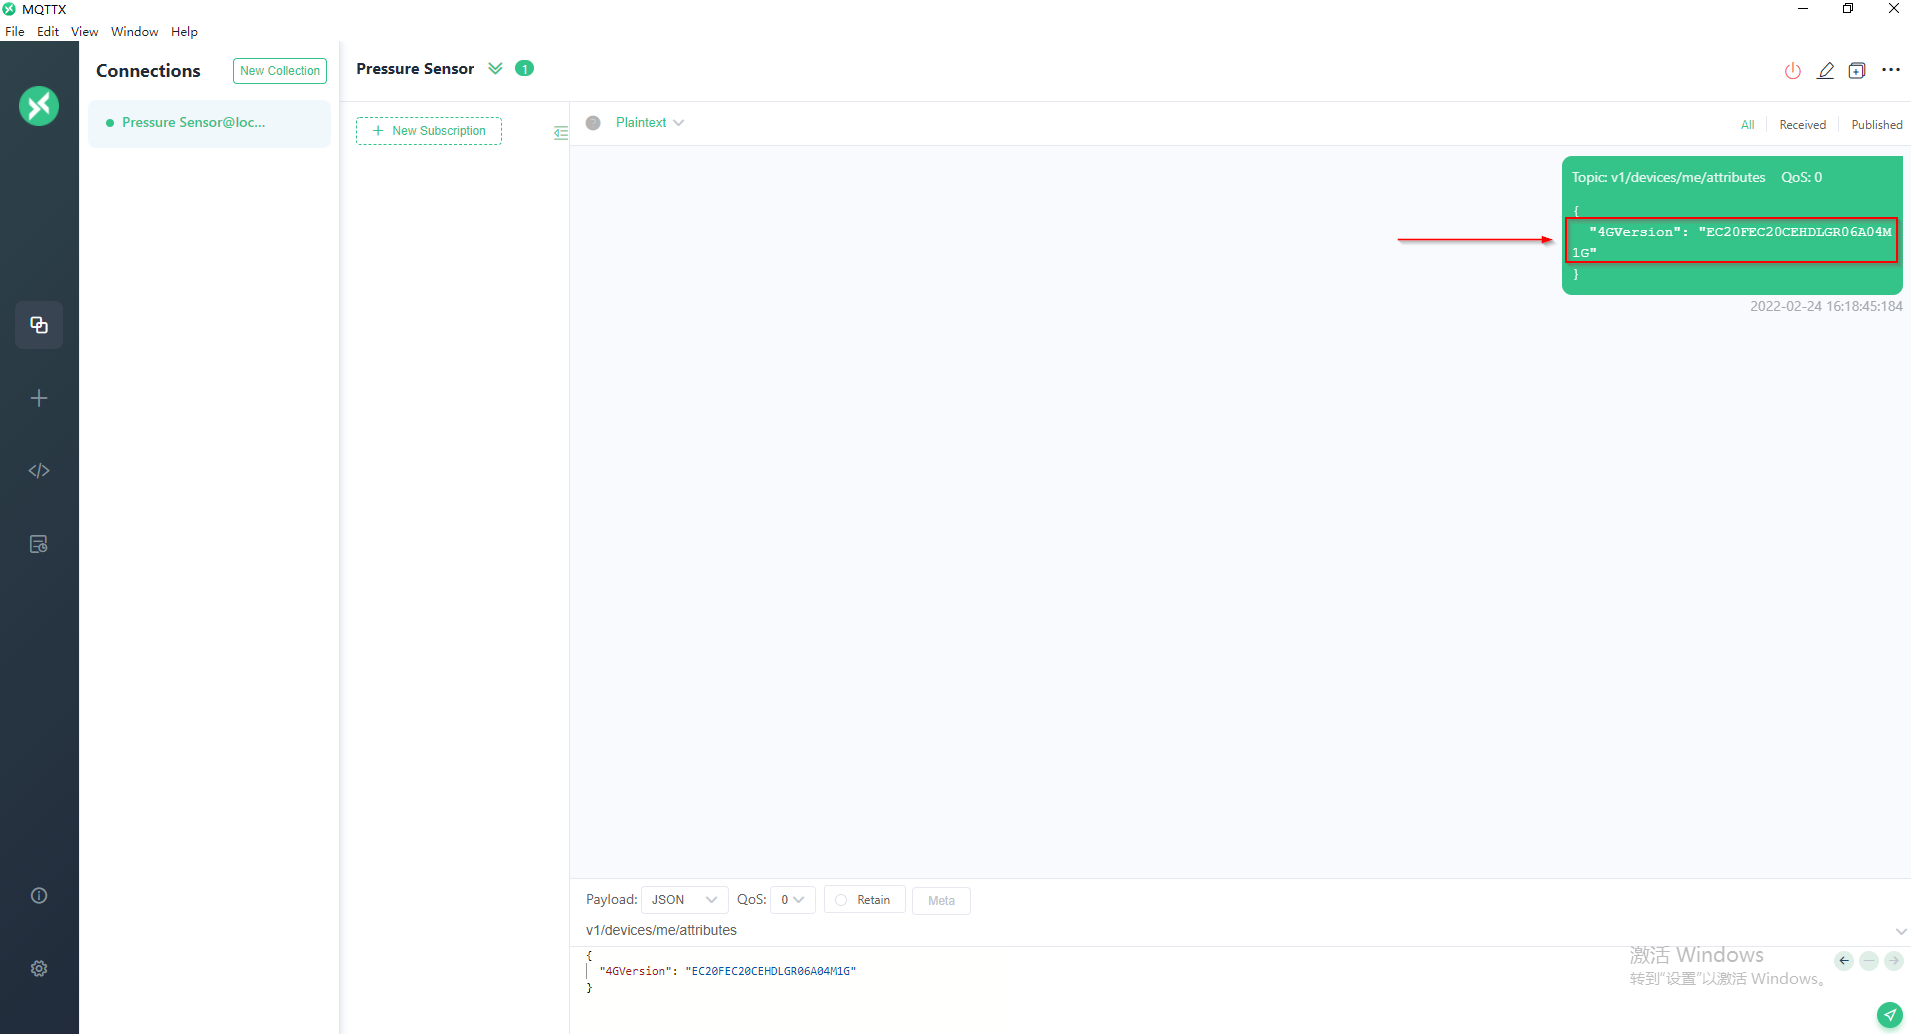 MQTTX
File Edit View Window Help
Connections
New Collection
Pressure Sensor@loc...
Pressure Sensor
1
New Subscription
?
Plaintext
All
Received
Published
Topic: v1/devices/me/attributes QoS: 0
{
"4GVersion": "EC20FEC20CEHDLGR06A04M
1G"
}
2022-02-24 16:18:45:184
Payload: JSON QoS: 0 Retain Meta
v1/devices/me/attributes
{
"4GVersion": "EC20FEC20CEHDLGR06A04M1G"
}
激活 Windows
转到“设置”以激活 Windows。